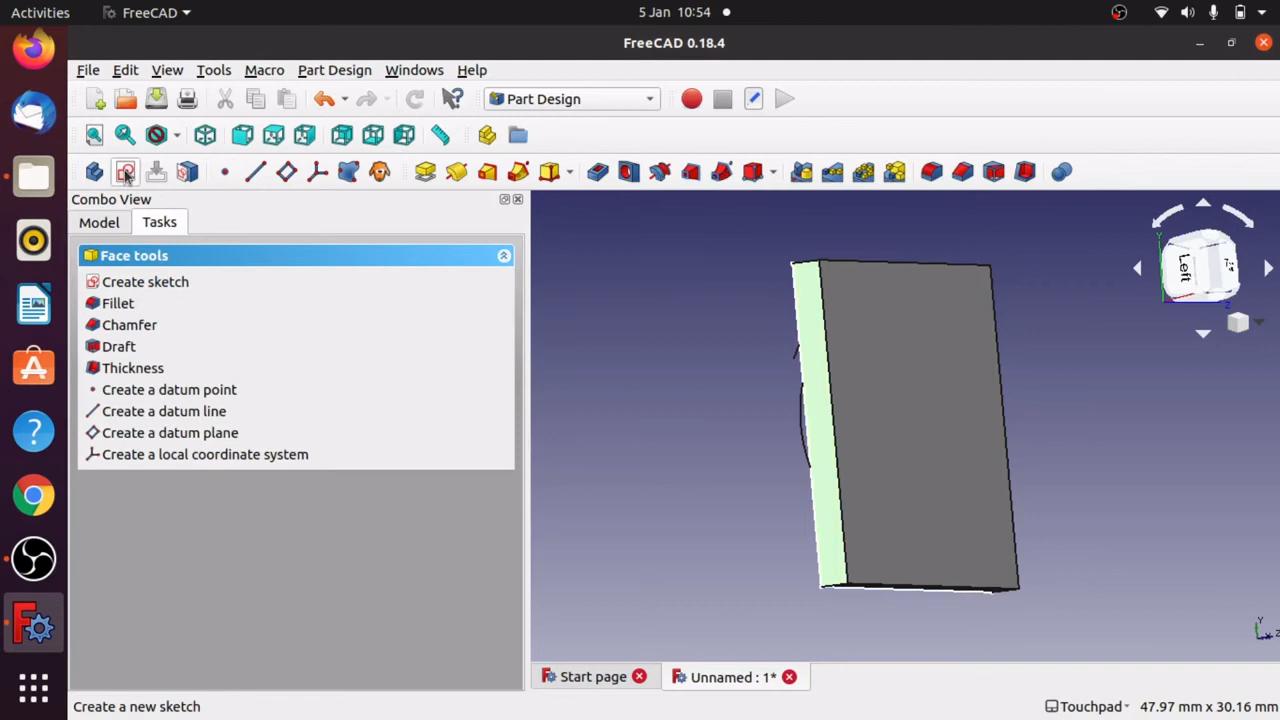 Activities FreeCAD 5 Jan 10:54
FreeCAD 0.18.4
File Edit View Tools Macro Part Design Windows Help
Part Design
Combo View
Model Tasks
Face tools
Create sketch
Fillet
Chamfer
Draft
Thickness
Create a datum point
Create a datum line
Create a datum plane
Create a local coordinate system
Y
Left
Z
Y
Z
Start page Unnamed : 1*
Create a new sketch Touchpad 47.97 mm x 30.16 mm